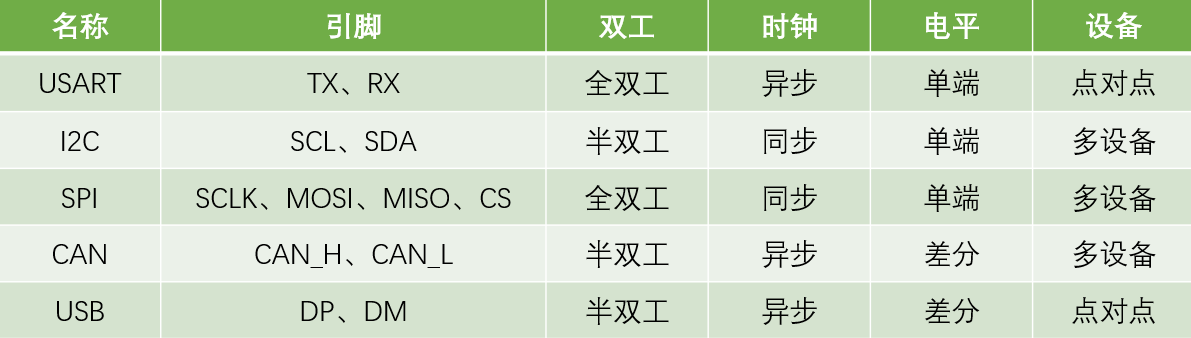 名称 引脚 双工 时钟 电平 设备
USART TX、RX 全双工 异步 单端 点对点
I2C SCL、SDA 半双工 同步 单端 多设备
SPI SCLK、MOSI、MISO、CS 全双工 同步 单端 多设备
CAN CAN_H、CAN_L 半双工 异步 差分 多设备
USB DP、DM 半双工 异步 差分 点对点